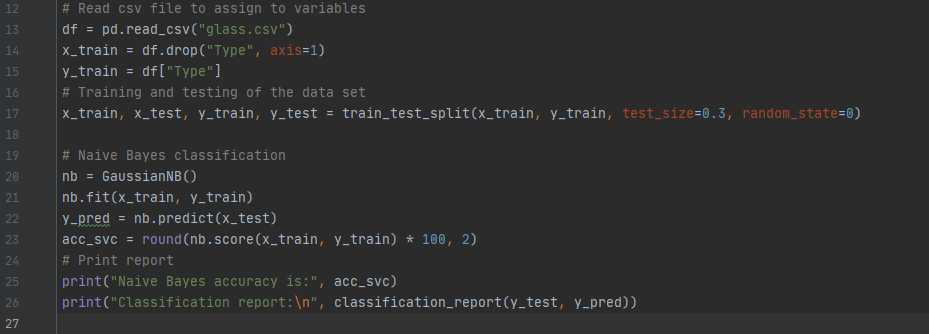 12 # Read csv file to assign to variables
13 df = pd.read_csv("glass.csv")
14 x_train = df.drop("Type", axis=1)
15 y_train = df["Type"]
16 # Training and testing of the data set
17 x_train, x_test, y_train, y_test = train_test_split(x_train, y_train, test_size=0.3, random_state=0)
18
19 # Naive Bayes classification
20 nb = GaussianNB()
21 nb.fit(x_train, y_train)
22 y_pred = nb.predict(x_test)
23 acc_svc = round(nb.score(x_train, y_train) * 100, 2)
24 # Print report
25 print("Naive Bayes accuracy is:", acc_svc)
26 print("Classification report:\n", classification_report(y_test, y_pred))
27